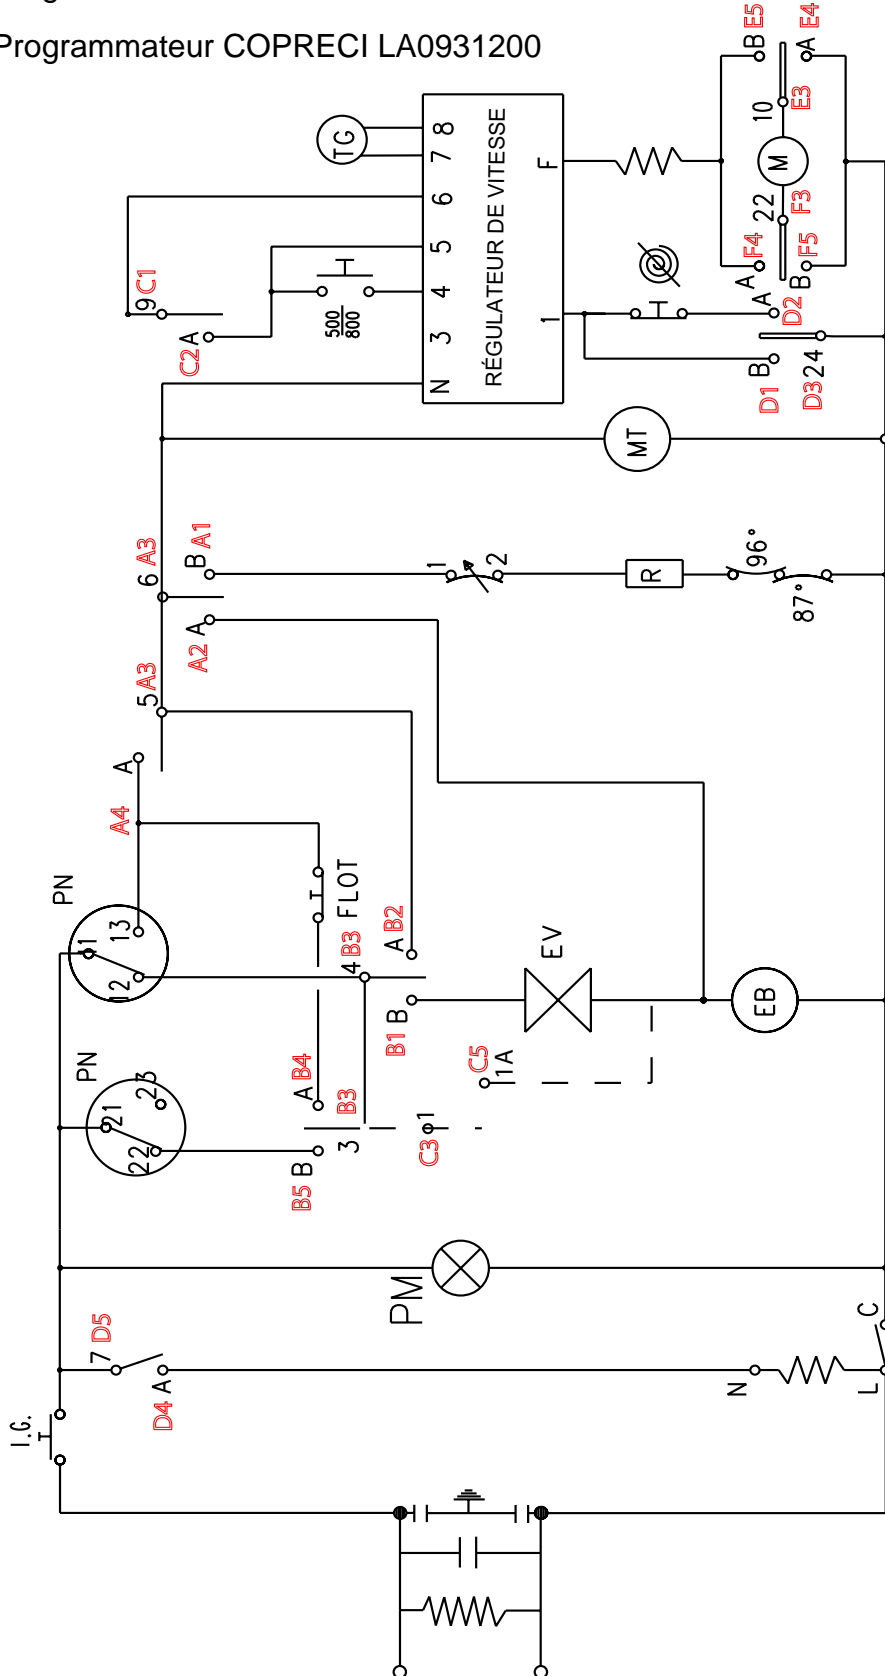 Programmateur COPRECI LA0931200
B E5
A E4
10 E3
M
22 F3
A F4
B F5
TG
8
7
6
5
4
3
N
RÉGULATEUR DE VITESSE
F
1
9 C1
C2 A
500
800
A D2
B
D1
24
D3
MT
6 A3
B A1
A
A2
5 A3
1
2
R
96°
87°
A
A4
PN
11
13
12
FLOT
4 B3
A B2
B
B1
EV
EB
PN
21
23
22
A B4
B3
B
B5
3
1
C3
C5
1A
PM
7 D5
A
D4
N
L
C
I.G.